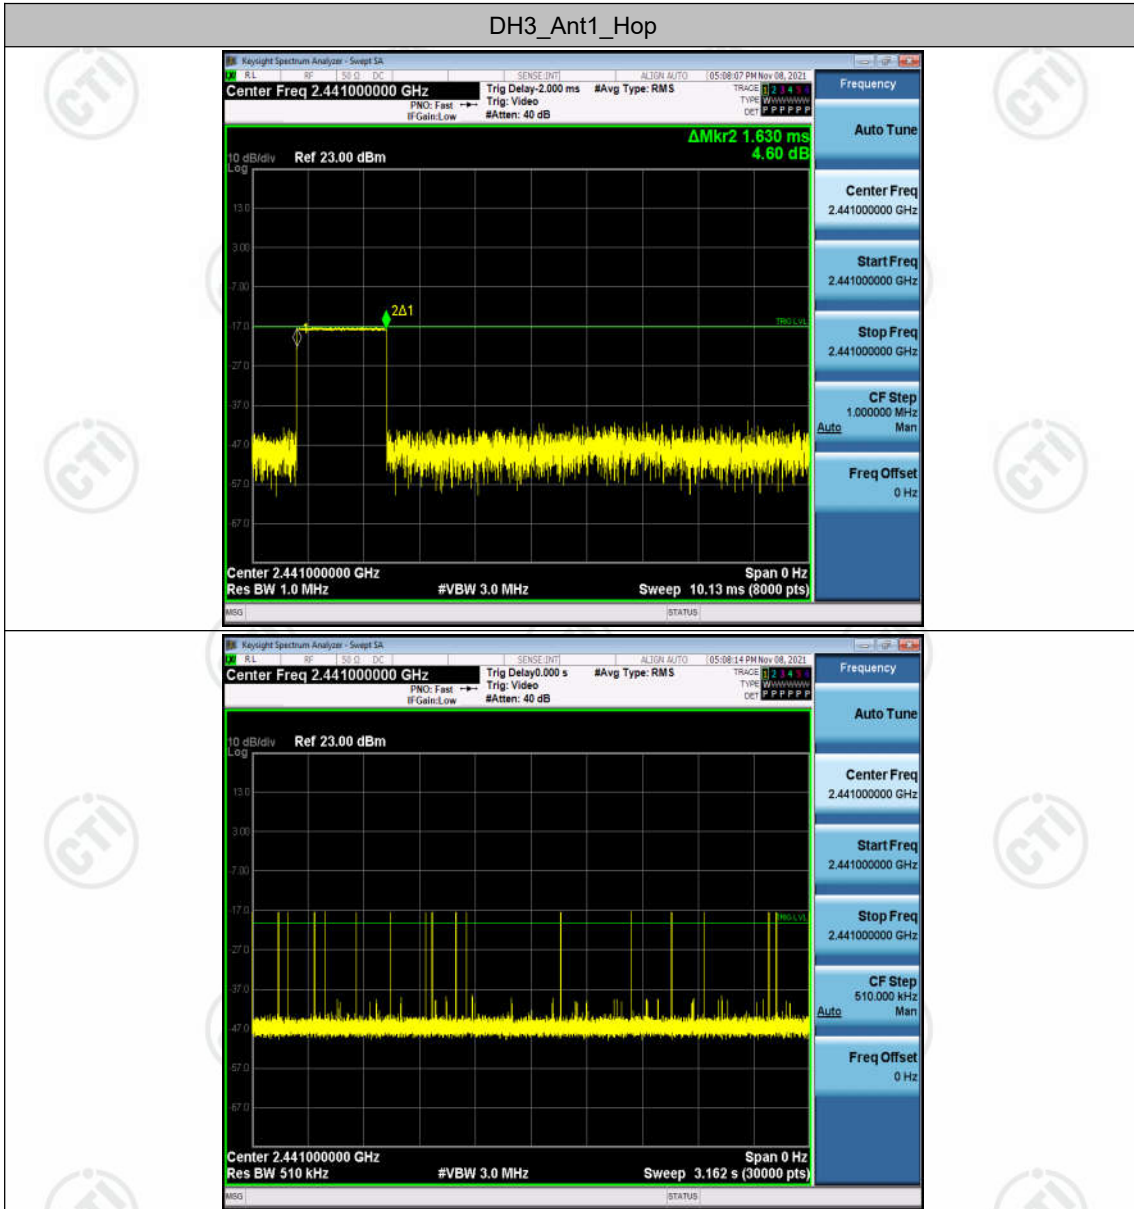 DH3_Ant1_Hop
Keysight Spectrum Analyzer - Swept SA
RL RF 50 Ω DC SENSE:INT ALIGN AUTO 05:08:07 PM Nov 08, 2021
Center Freq 2.441000000 GHz
PNO: Fast
IFGain:Low
Trig Delay-2.000 ms
Trig: Video
#Atten: 40 dB
#Avg Type: RMS
TRACE 1 2 3 4 5 6
TYPE WWWWWW
DET P P P P P P
ΔMkr2 1.630 ms
4.60 dB
10 dB/div
Log
Ref 23.00 dBm
13.0
3.00
-7.00
-17.0
-27.0
-37.0
-47.0
-57.0
-67.0
1
2Δ1
TRIG LVL
Center 2.441000000 GHz
Res BW 1.0 MHz
#VBW 3.0 MHz
Span 0 Hz
Sweep 10.13 ms (8000 pts)
MSG
STATUS
Frequency
Auto Tune
Center Freq
2.441000000 GHz
Start Freq
2.441000000 GHz
Stop Freq
2.441000000 GHz
CF Step
1.000000 MHz
Auto Man
Freq Offset
0 Hz
Keysight Spectrum Analyzer - Swept SA
RL RF 50 Ω DC SENSE:INT ALIGN AUTO 05:08:14 PM Nov 08, 2021
Center Freq 2.441000000 GHz
PNO: Fast
IFGain:Low
Trig Delay0.000 s
Trig: Video
#Atten: 40 dB
#Avg Type: RMS
TRACE 1 2 3 4 5 6
TYPE WWWWWW
DET P P P P P P
10 dB/div
Log
Ref 23.00 dBm
13.0
3.00
-7.00
-17.0
-27.0
-37.0
-47.0
-57.0
-67.0
TRIG LVL
Center 2.441000000 GHz
Res BW 510 kHz
#VBW 3.0 MHz
Span 0 Hz
Sweep 3.162 s (30000 pts)
MSG
STATUS
Frequency
Auto Tune
Center Freq
2.441000000 GHz
Start Freq
2.441000000 GHz
Stop Freq
2.441000000 GHz
CF Step
510.000 kHz
Auto Man
Freq Offset
0 Hz
CTI
CTI
CTI
CTI
CTI
CTI